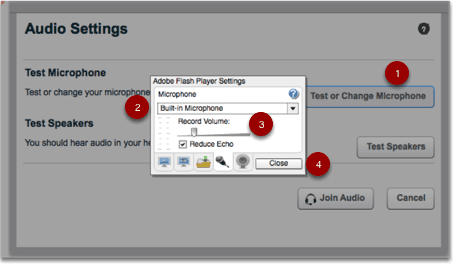 Audio Settings
?
Test Microphone
1
Test or change your microphone
Test or Change Microphone
Adobe Flash Player Settings
Microphone
?
2
Built-in Microphone
Record Volume:
3
Reduce Echo
Close
4
Test Speakers
You should hear audio in your he
Test Speakers
Join Audio
Cancel